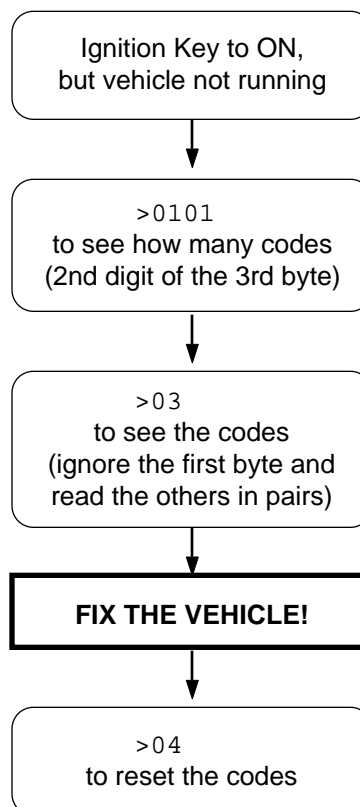 Ignition Key to ON,
but vehicle not running
>0101
to see how many codes
(2nd digit of the 3rd byte)
>03
to see the codes
(ignore the first byte and
read the others in pairs)
FIX THE VEHICLE!
>04
to reset the codes